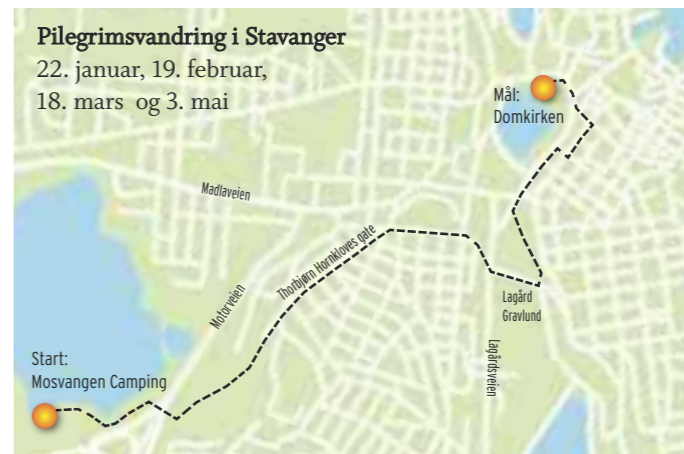 Pilegrimsvandring i Stavanger
22. januar, 19. februar,
18. mars og 3. mai
Mål:
Domkirken
Madlaveien
Thorbjørn Hornkloves gate
Motorveien
Lagård
Gravlund
Lagårdsveien
Start:
Mosvangen Camping